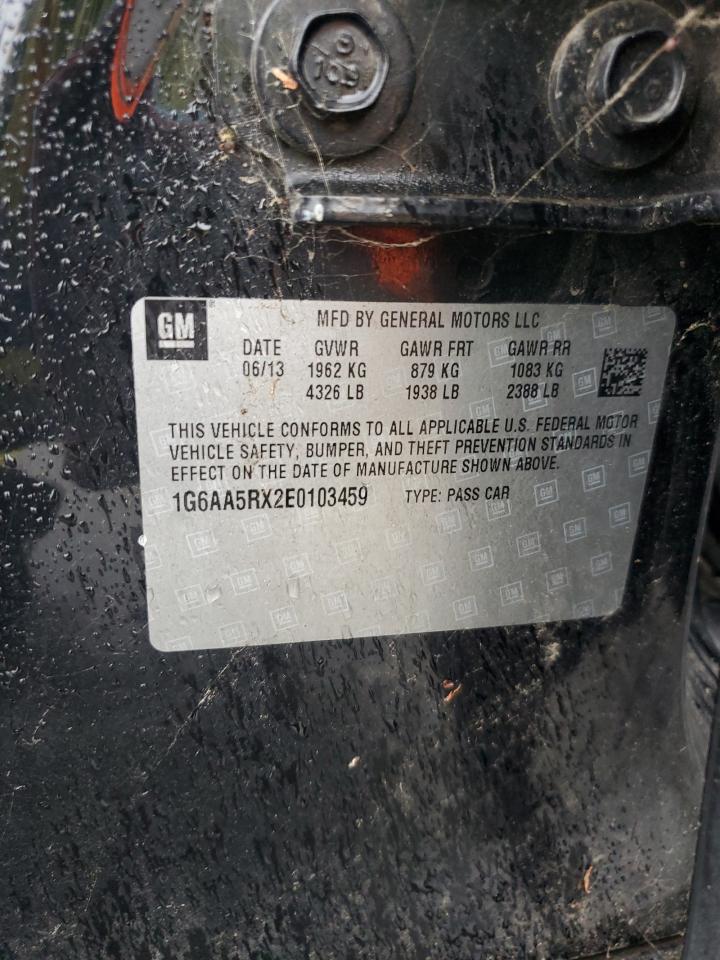 10.9
GM
MFD BY GENERAL MOTORS LLC
DATE GVWR GAWR FRT GAWR RR
06/13 1962 KG 879 KG 1083 KG
4326 LB 1938 LB 2388 LB
THIS VEHICLE CONFORMS TO ALL APPLICABLE U.S. FEDERAL MOTOR
VEHICLE SAFETY, BUMPER, AND THEFT PREVENTION STANDARDS IN
EFFECT ON THE DATE OF MANUFACTURE SHOWN ABOVE.
1G6AA5RX2E0103459 TYPE: PASS CAR